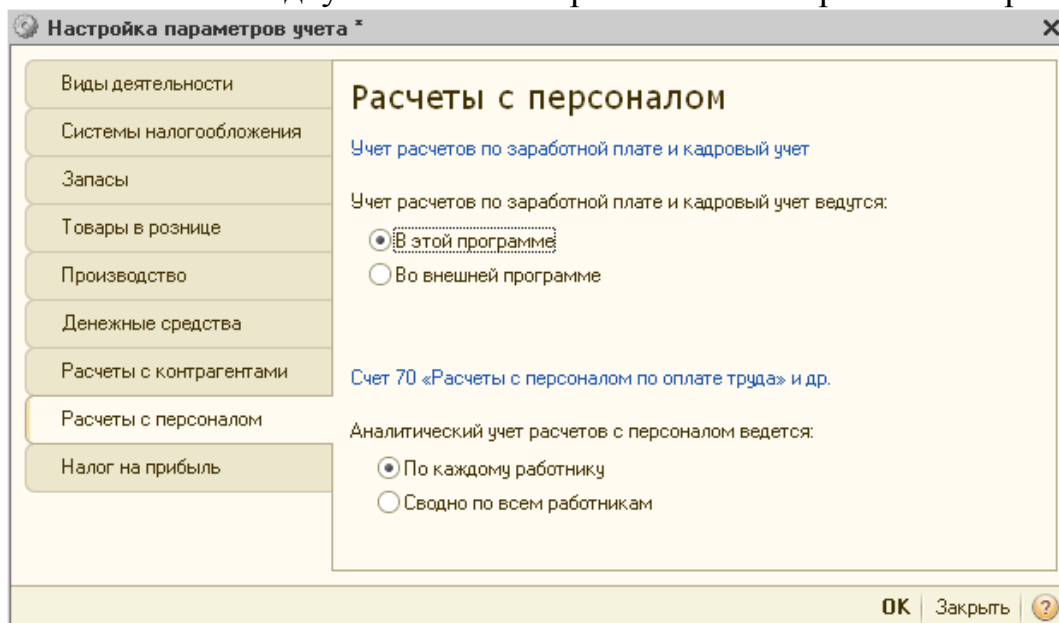 Настройка параметров учета *
Виды деятельности
Системы налогообложения
Запасы
Товары в рознице
Производство
Денежные средства
Расчеты с контрагентами
Расчеты с персоналом
Налог на прибыль
Расчеты с персоналом
Учет расчетов по заработной плате и кадровый учет
Учет расчетов по заработной плате и кадровый учет ведутся:
В этой программе
Во внешней программе
Счет 70 «Расчеты с персоналом по оплате труда» и др.
Аналитический учет расчетов с персоналом ведется:
По каждому работнику
Сводно по всем работникам
OK Закрыть ?